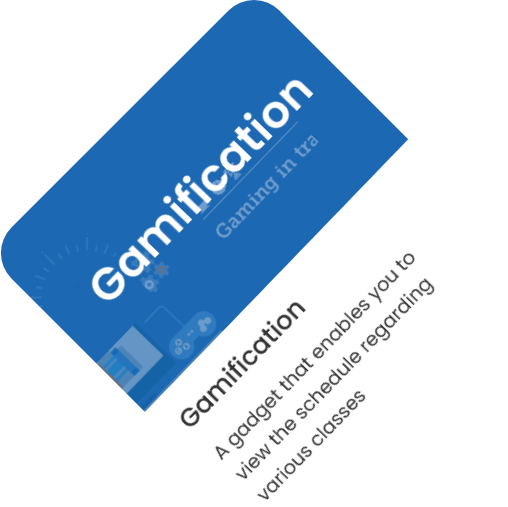 Gamification
Gaming in tra
Gamification
A gadget that enables you to
view the schedule regarding
various classes